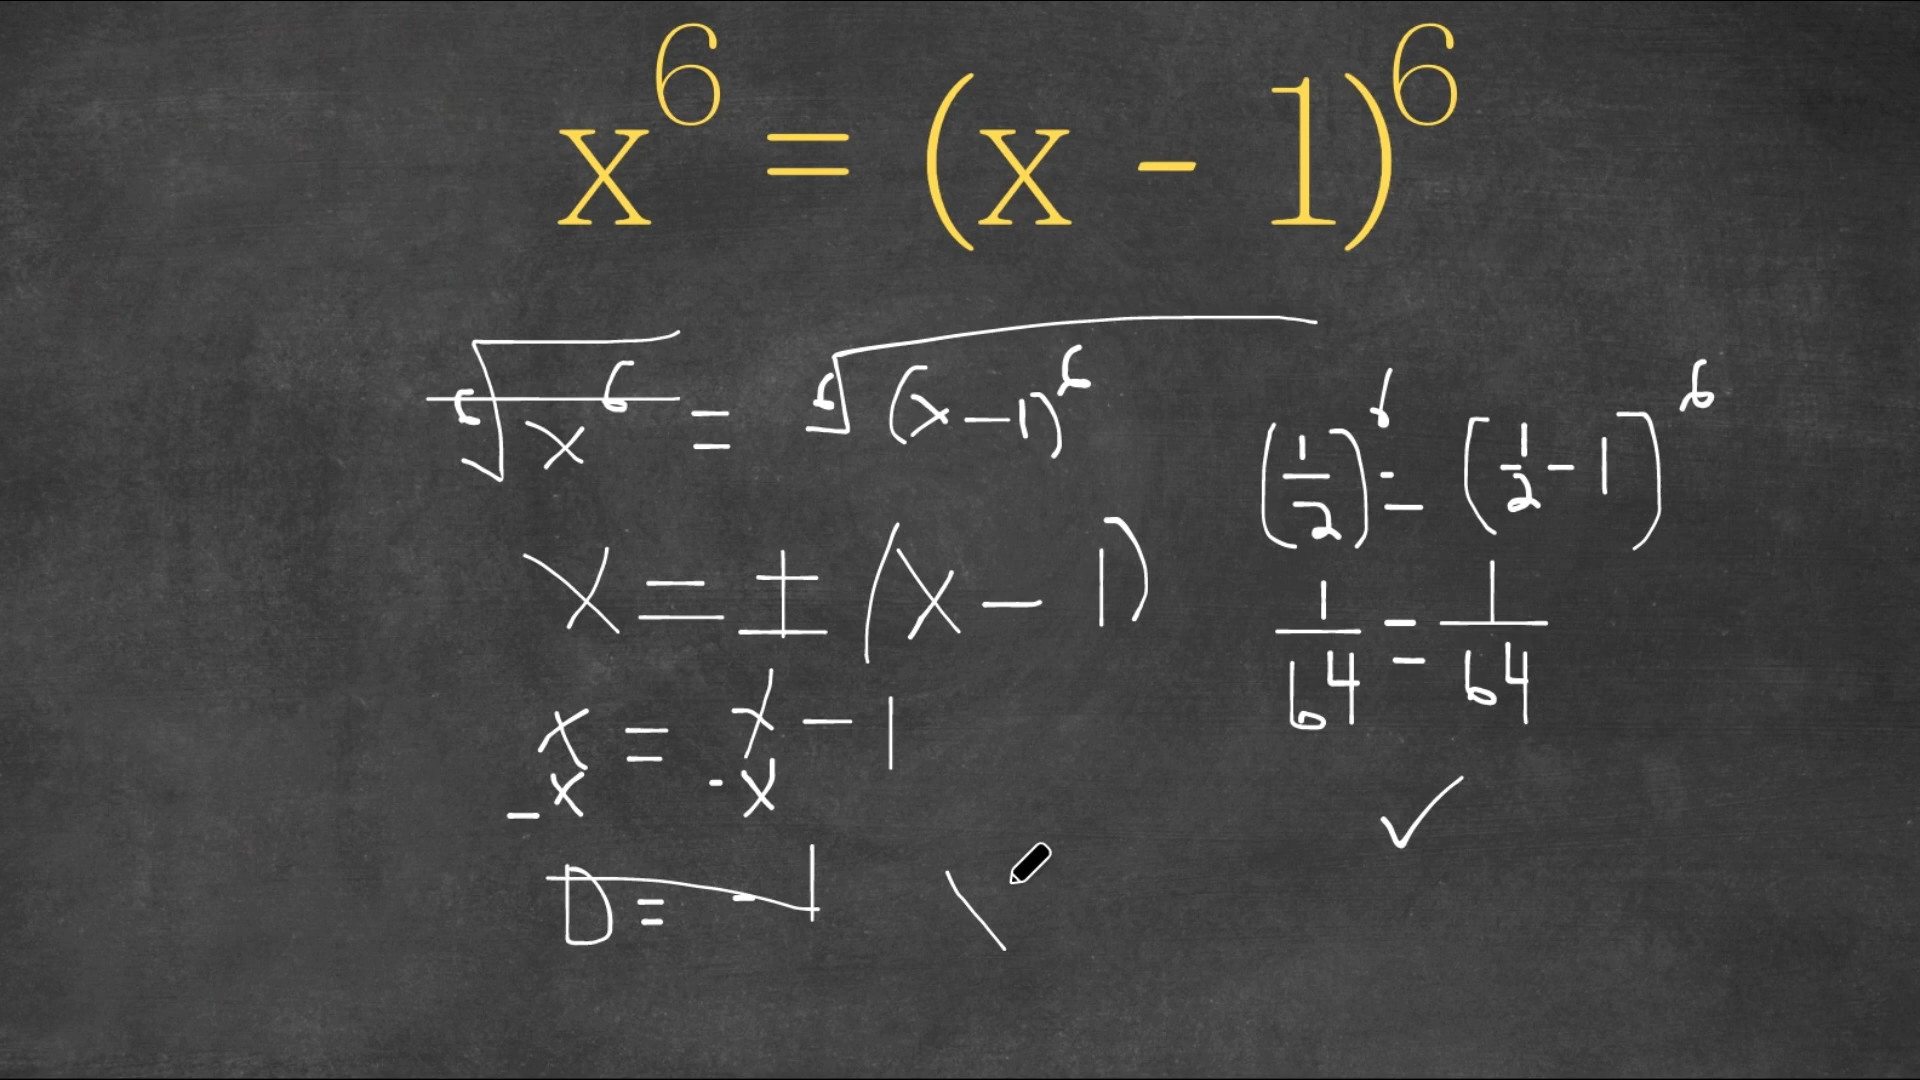 x⁶ = (x - 1)⁶
⁶√x⁶ = ⁶√(x - 1)⁶
x = ± (x - 1)
x = x - 1
-x -x
0 = -1
(1/2)⁶ = (1/2 - 1)⁶
1/64 = 1/64
✓